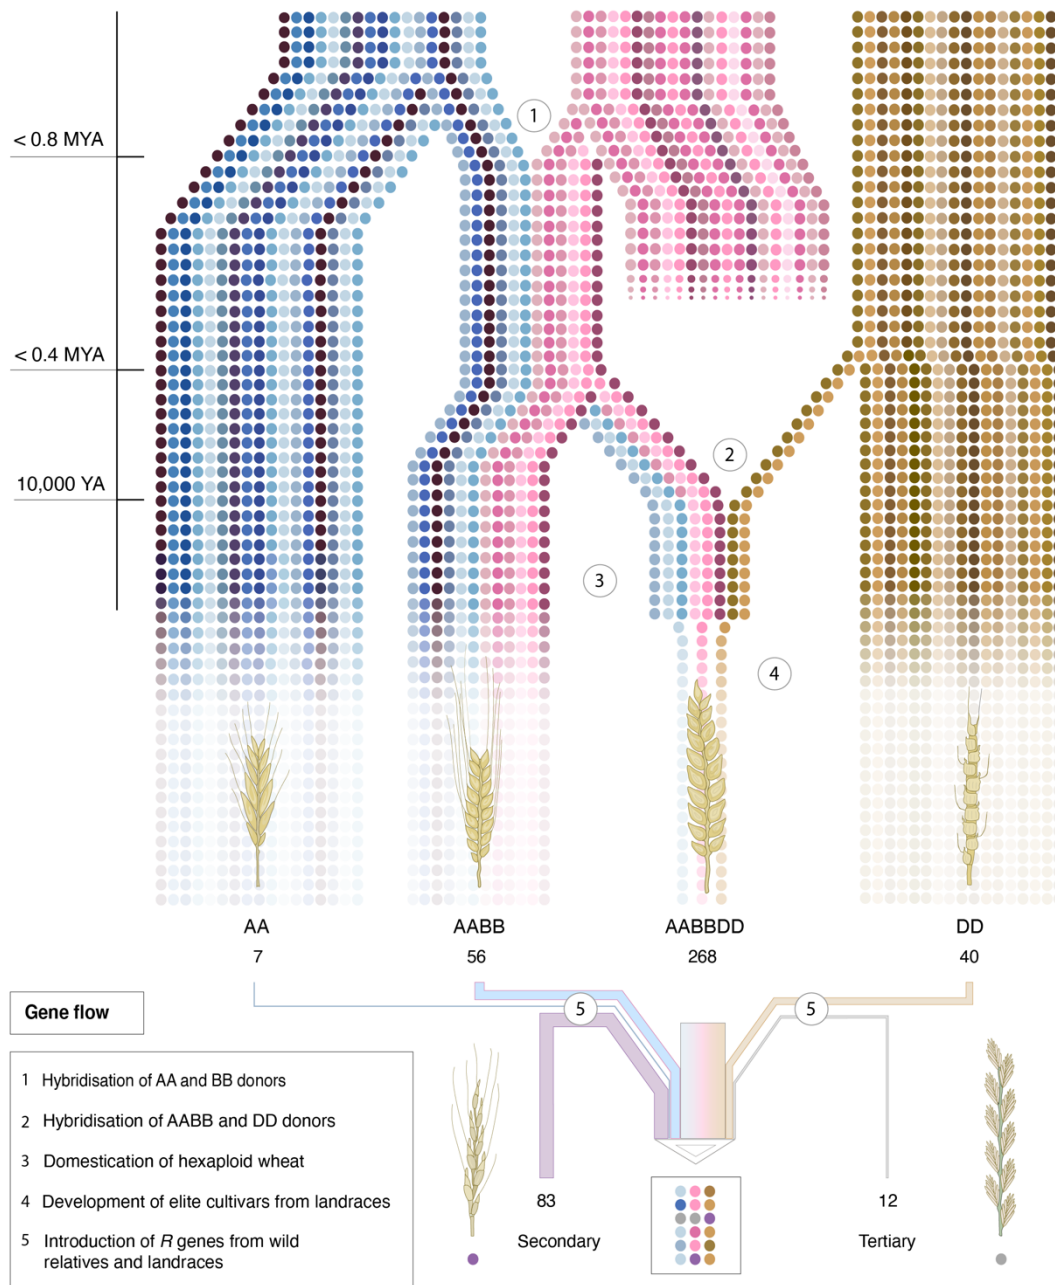 1
< 0.8 MYA
< 0.4 MYA
2
10,000 YA
3
4
AA AABB AABBDD DD
7 56 268 40
5 5
Gene flow
1 Hybridisation of AA and BB donors
2 Hybridisation of AABB and DD donors
3 Domestication of hexaploid wheat
4 Development of elite cultivars from landraces
5 Introduction of R genes from wild
relatives and landraces
83 12
Secondary Tertiary